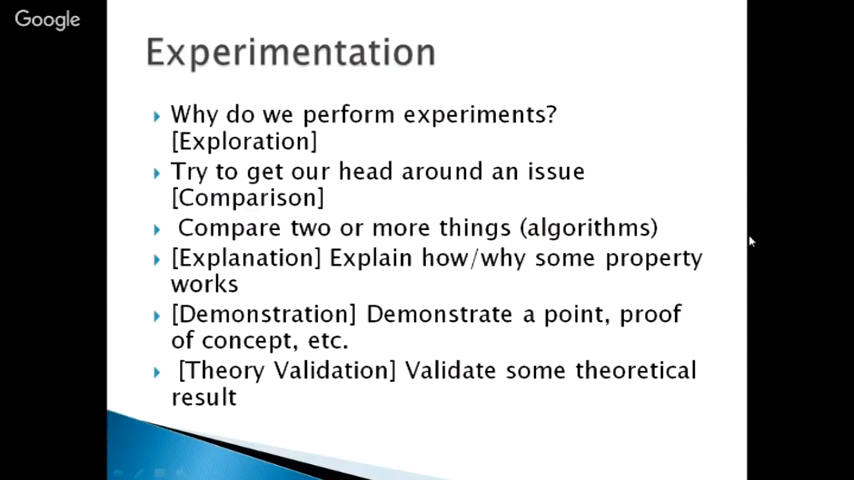 Google
Experimentation
Why do we perform experiments?
[Exploration]
Try to get our head around an issue
[Comparison]
Compare two or more things (algorithms)
[Explanation] Explain how/why some property
works
[Demonstration] Demonstrate a point, proof
of concept, etc.
[Theory Validation] Validate some theoretical
result